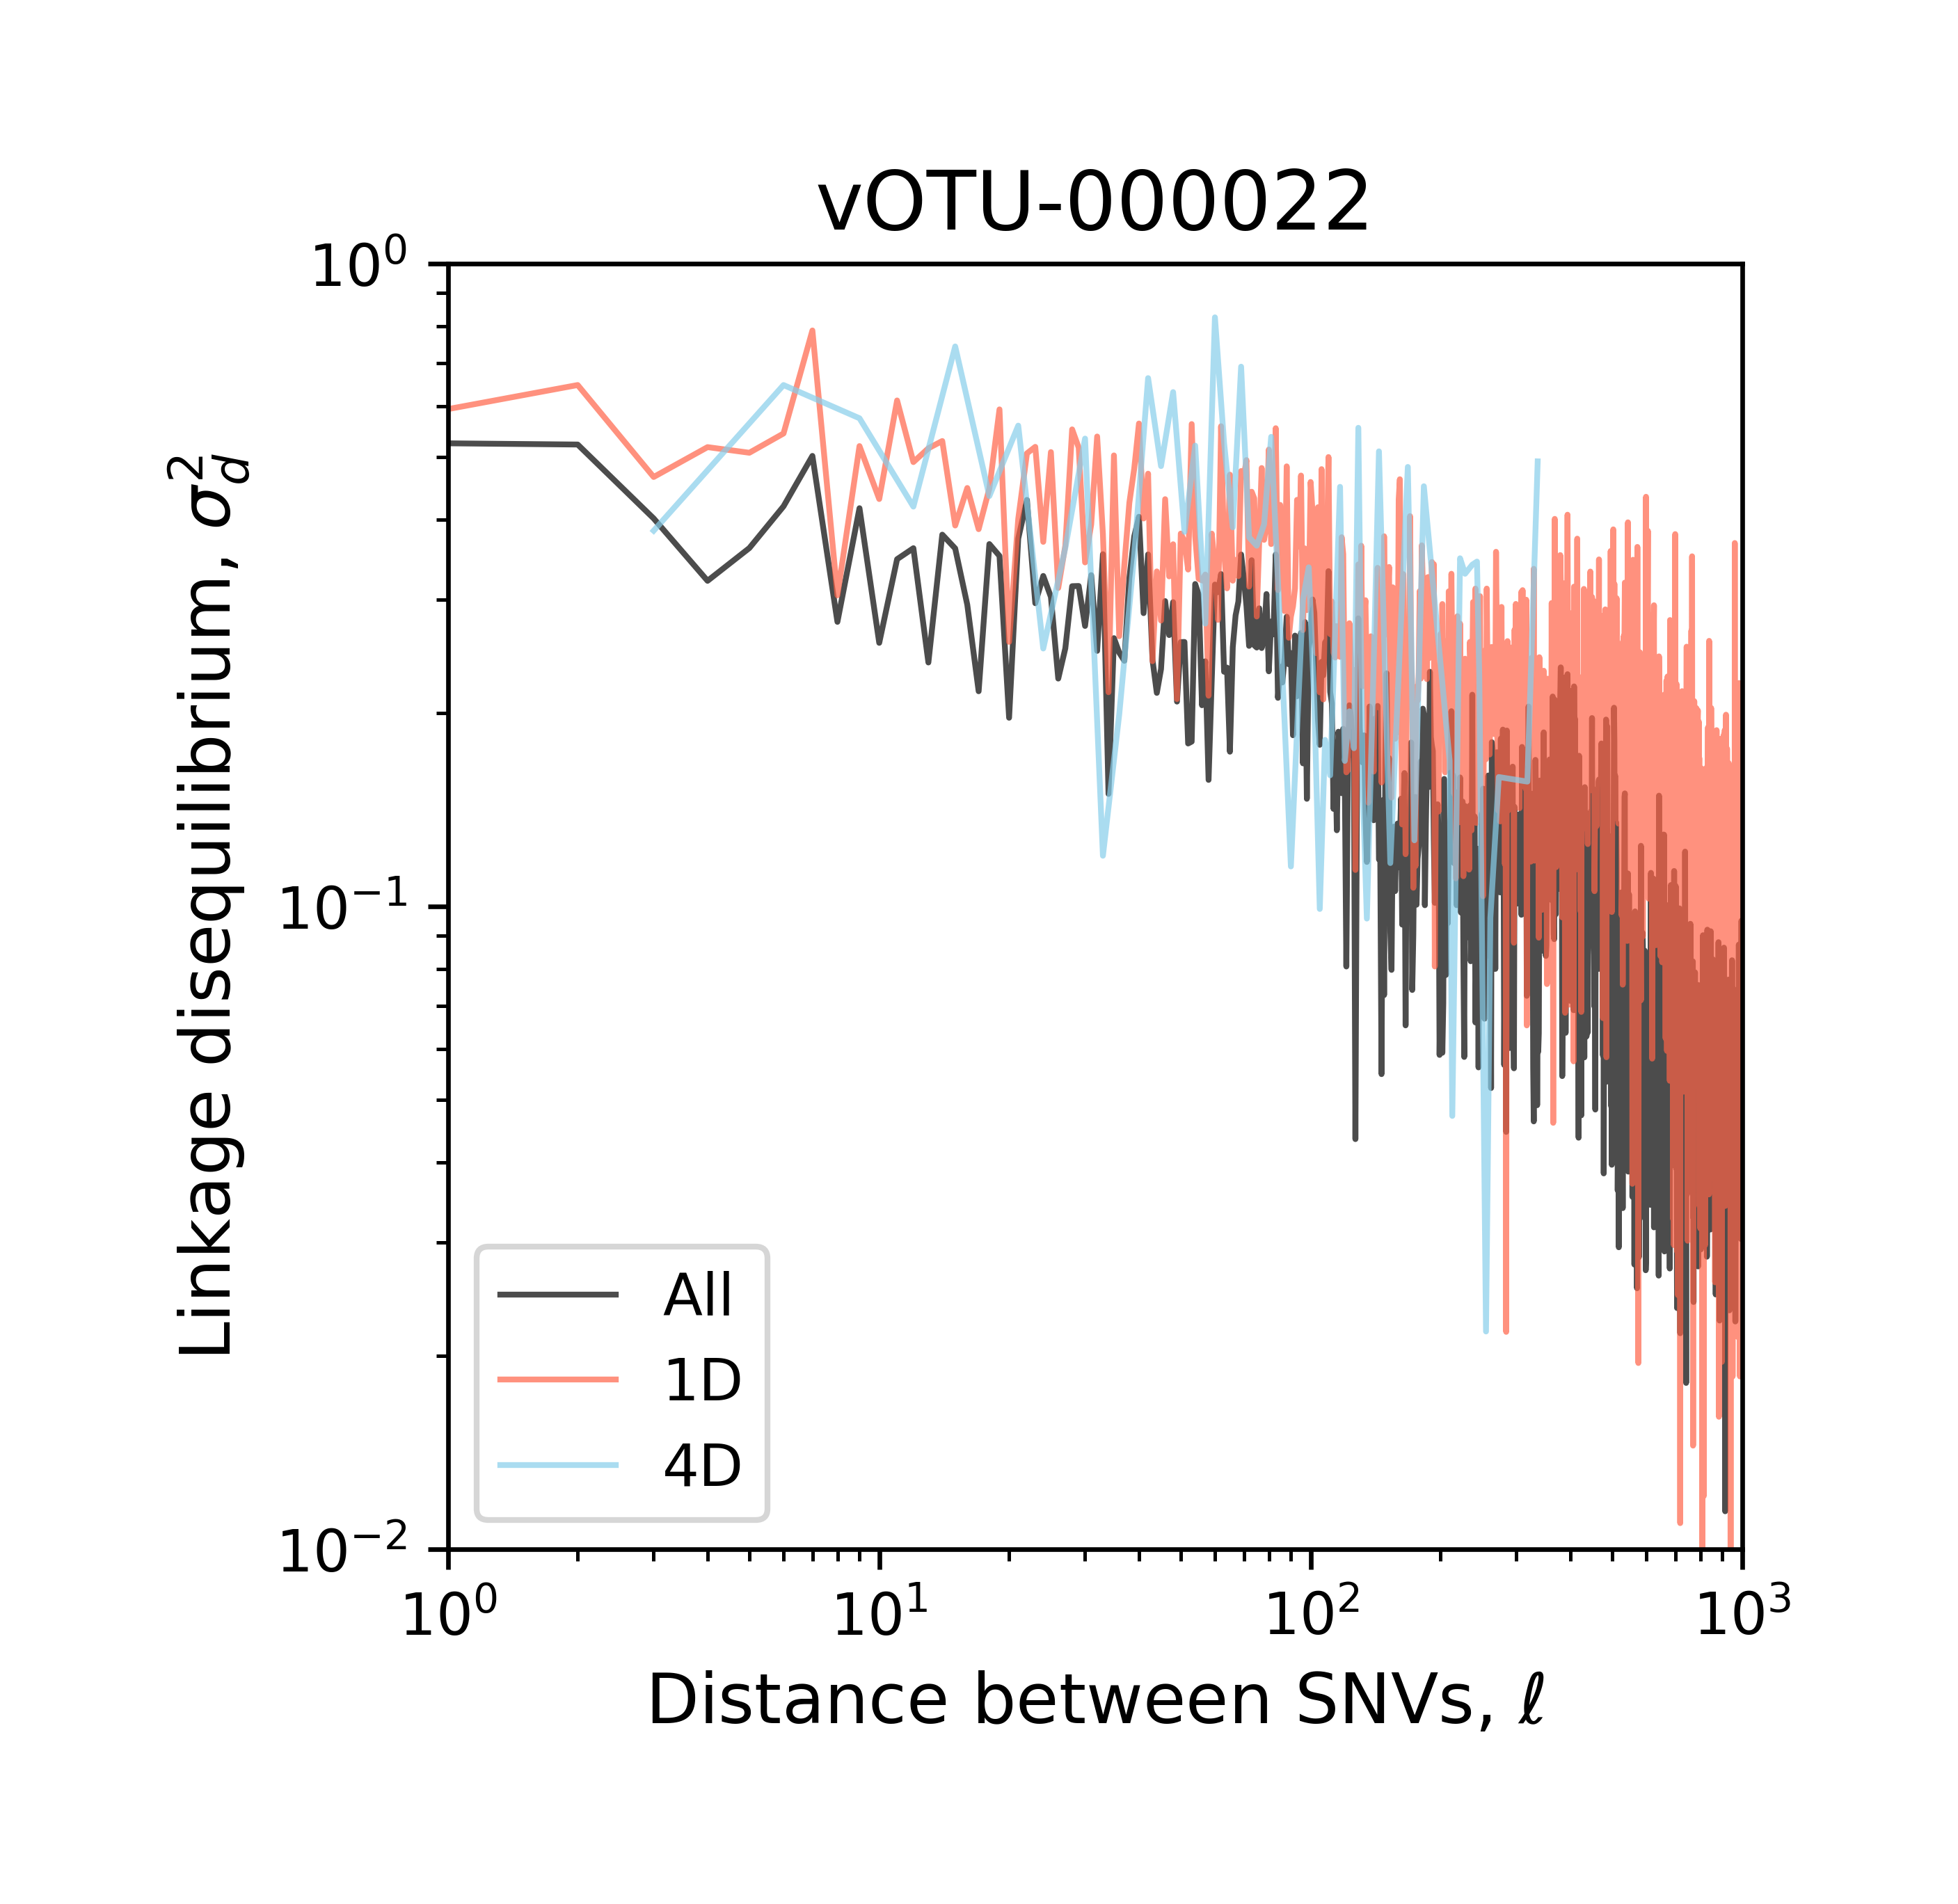 vOTU-000022
10⁰
10⁻¹
10⁻²
Linkage disequilibrium, σ²_d
All
1D
4D
10⁰ 10¹ 10² 10³
Distance between SNVs, ℓ